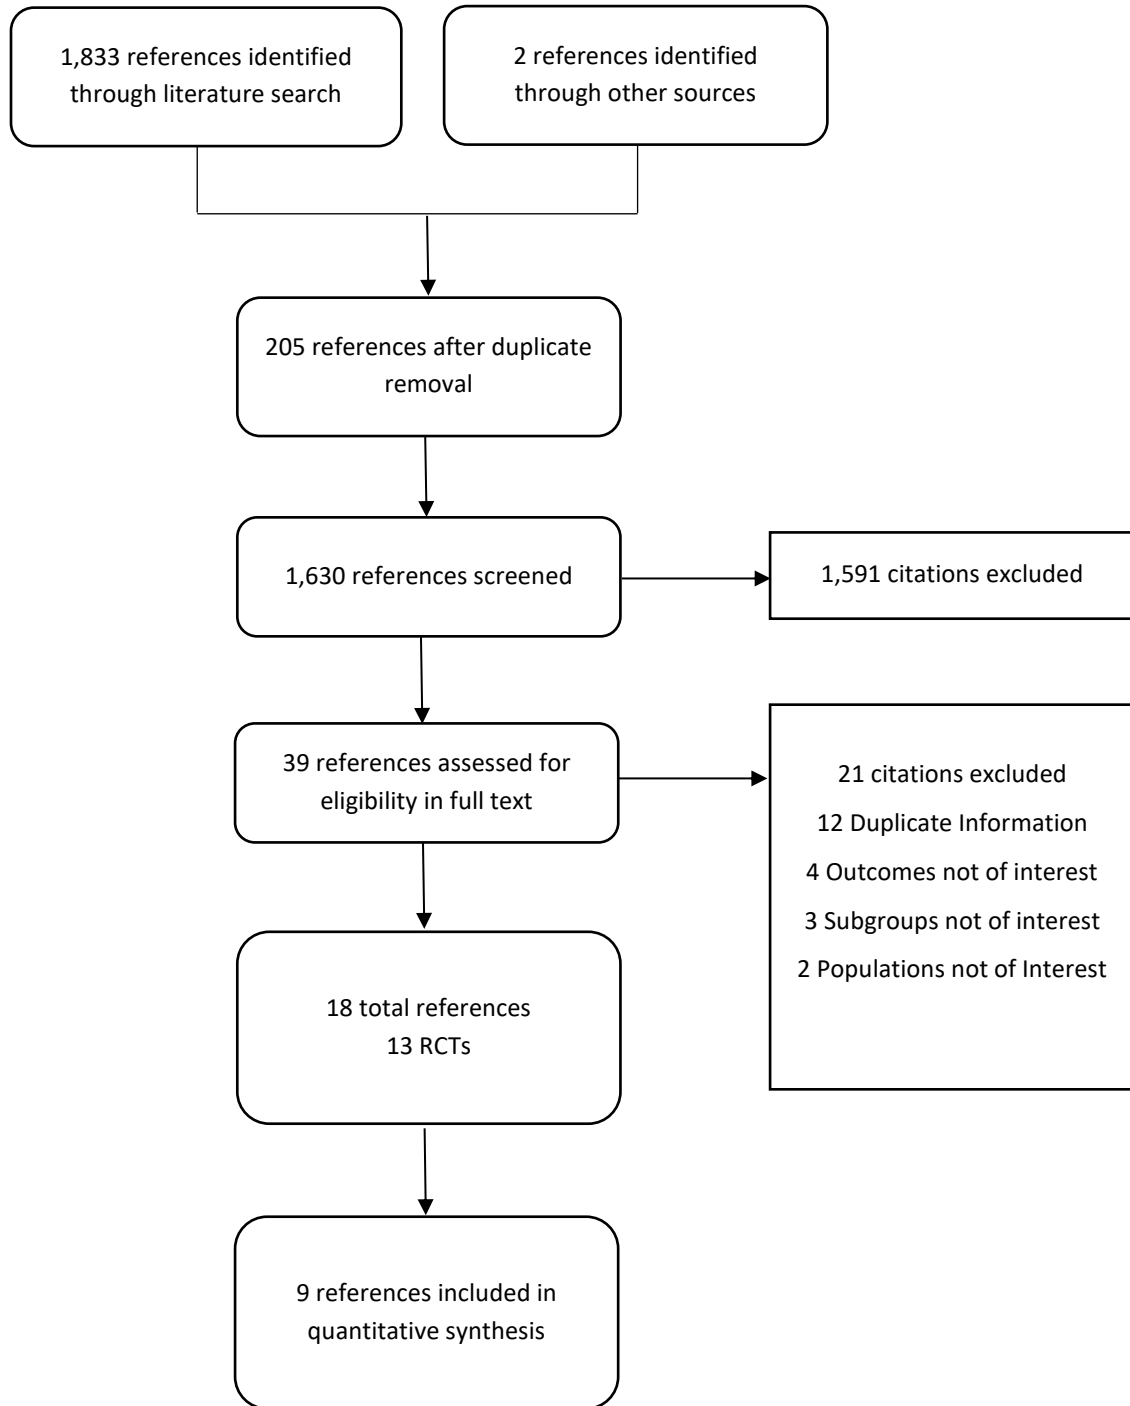 1,833 references identified
through literature search
2 references identified
through other sources
205 references after duplicate
removal
1,630 references screened
1,591 citations excluded
39 references assessed for
eligibility in full text
21 citations excluded
12 Duplicate Information
4 Outcomes not of interest
3 Subgroups not of interest
2 Populations not of Interest
18 total references
13 RCTs
9 references included in
quantitative synthesis